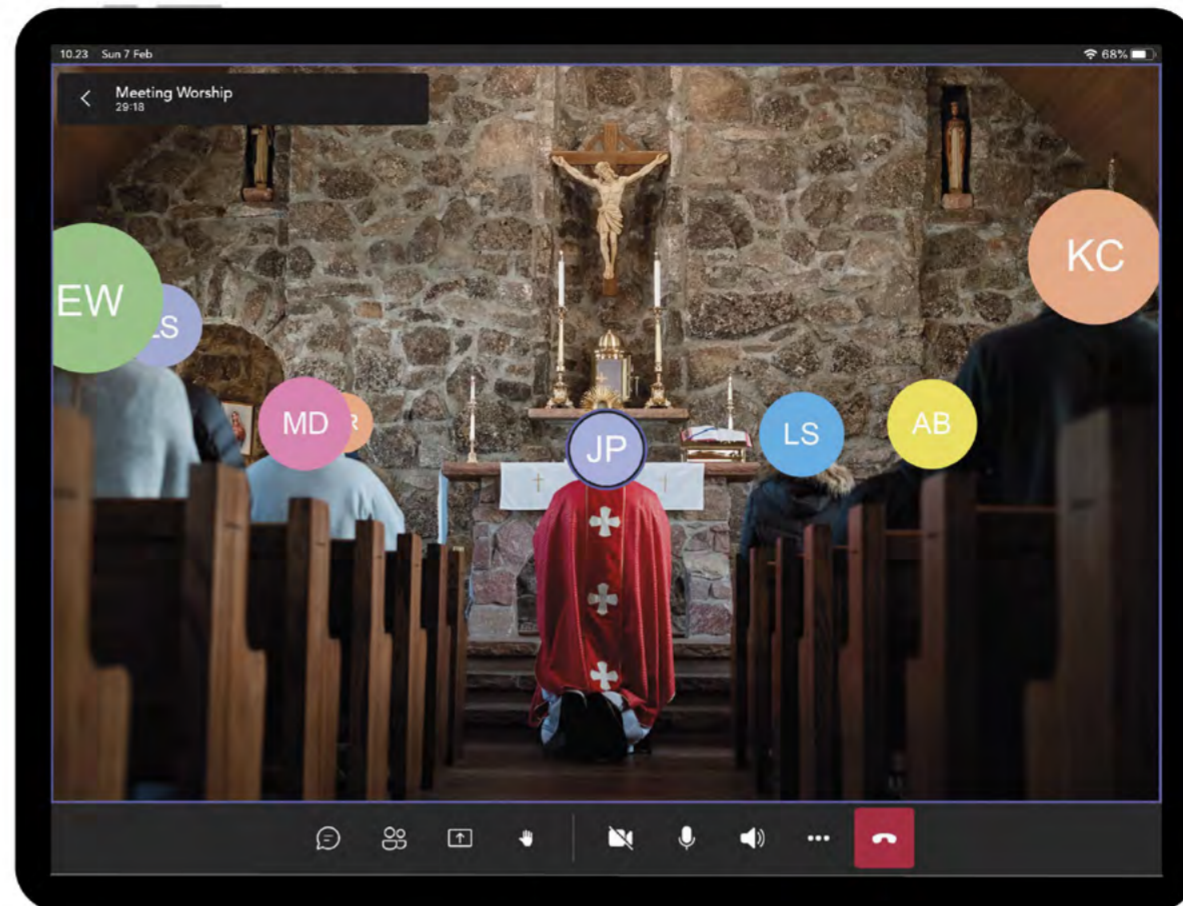 10.23 Sun 7 Feb
68%
Meeting Worship
29:18
KC
EW
LS
MD
R
JP
LS
AB